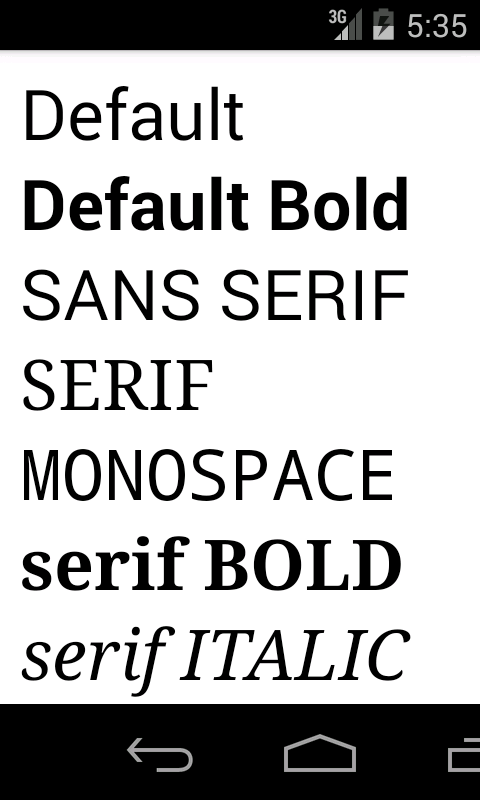 3G 5:35
Default
Default Bold
SANS SERIF
SERIF
MONOSPACE
serif BOLD
serif ITALIC